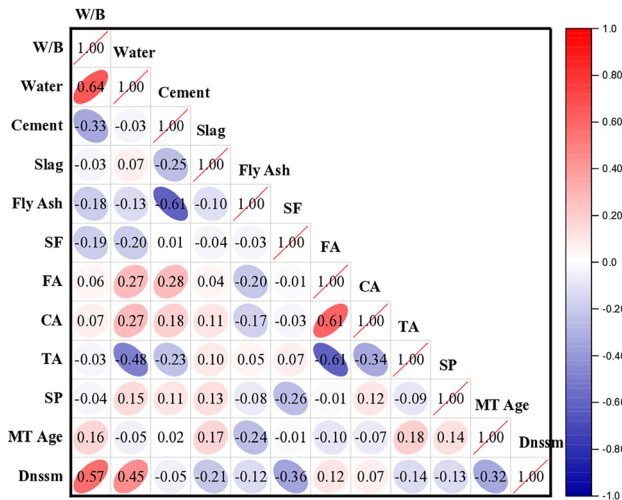 W/B
W/B 1.00 Water
Water 0.64 1.00 Cement
Cement -0.33 -0.03 1.00 Slag
Slag -0.03 0.07 -0.25 1.00 Fly Ash
Fly Ash -0.18 -0.13 -0.61 -0.10 1.00 SF
SF -0.19 -0.20 0.01 -0.04 -0.03 1.00 FA
FA 0.06 0.27 0.28 0.04 -0.20 -0.01 1.00 CA
CA 0.07 0.27 0.18 0.11 -0.17 -0.03 0.61 1.00 TA
TA -0.03 -0.48 -0.23 0.10 0.05 0.07 -0.61 -0.34 1.00 SP
SP -0.04 0.15 0.11 0.13 -0.08 -0.26 -0.01 0.12 -0.09 1.00 MT Age
MT Age 0.16 -0.05 0.02 0.17 -0.24 -0.01 -0.10 -0.07 0.18 0.14 1.00 Dnssm
Dnssm 0.57 0.45 -0.05 -0.21 -0.12 -0.36 0.12 0.07 -0.14 -0.13 -0.32 1.00
1.0
0.80
0.60
0.40
0.20
0.0
-0.20
-0.40
-0.60
-0.80
-1.0